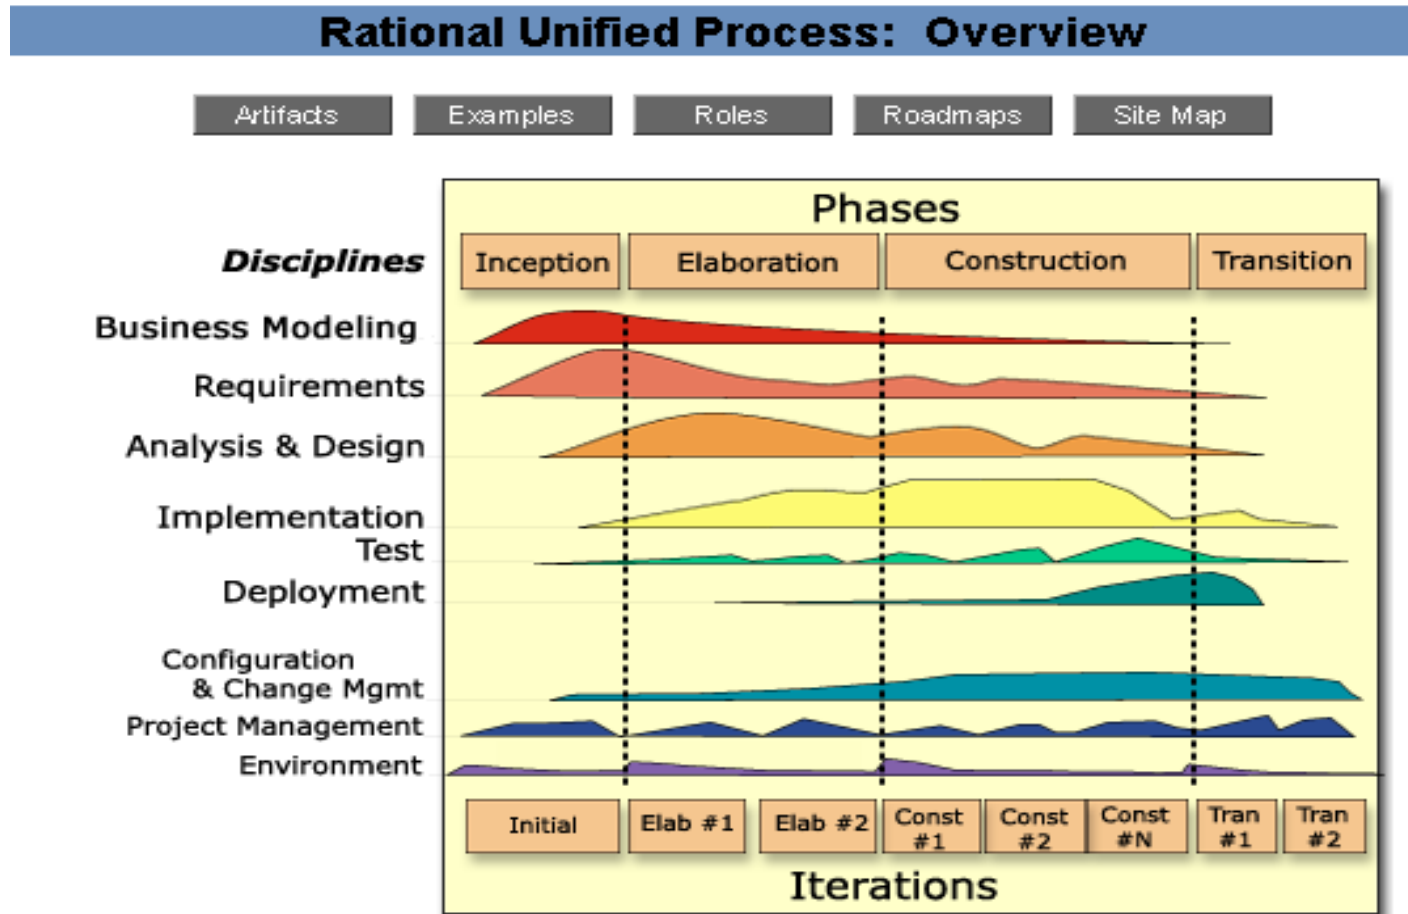 Rational Unified Process: Overview
Artifacts Examples Roles Roadmaps Site Map
Phases
Disciplines Inception Elaboration Construction Transition
Business Modeling
Requirements
Analysis & Design
Implementation
Test
Deployment
Configuration
& Change Mgmt
Project Management
Environment
Initial Elab #1 Elab #2 Const #1 Const #2 Const #N Tran #1 Tran #2
Iterations